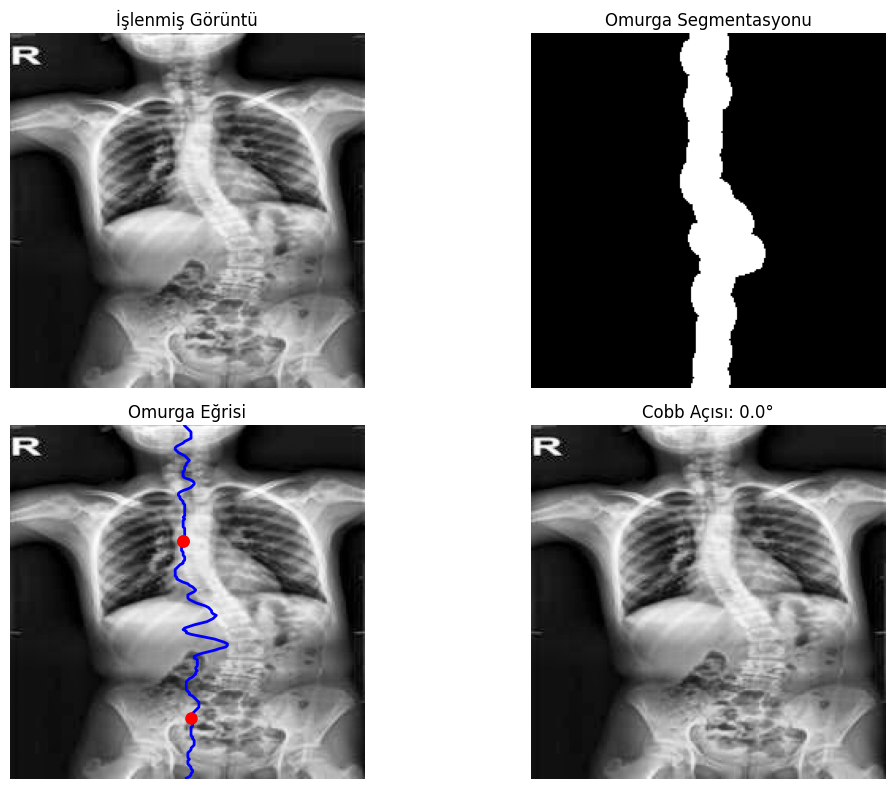 İşlenmiş Görüntü
Omurga Segmentasyonu
R
Omurga Eğrisi
Cobb Açısı: 0.0°
R
R